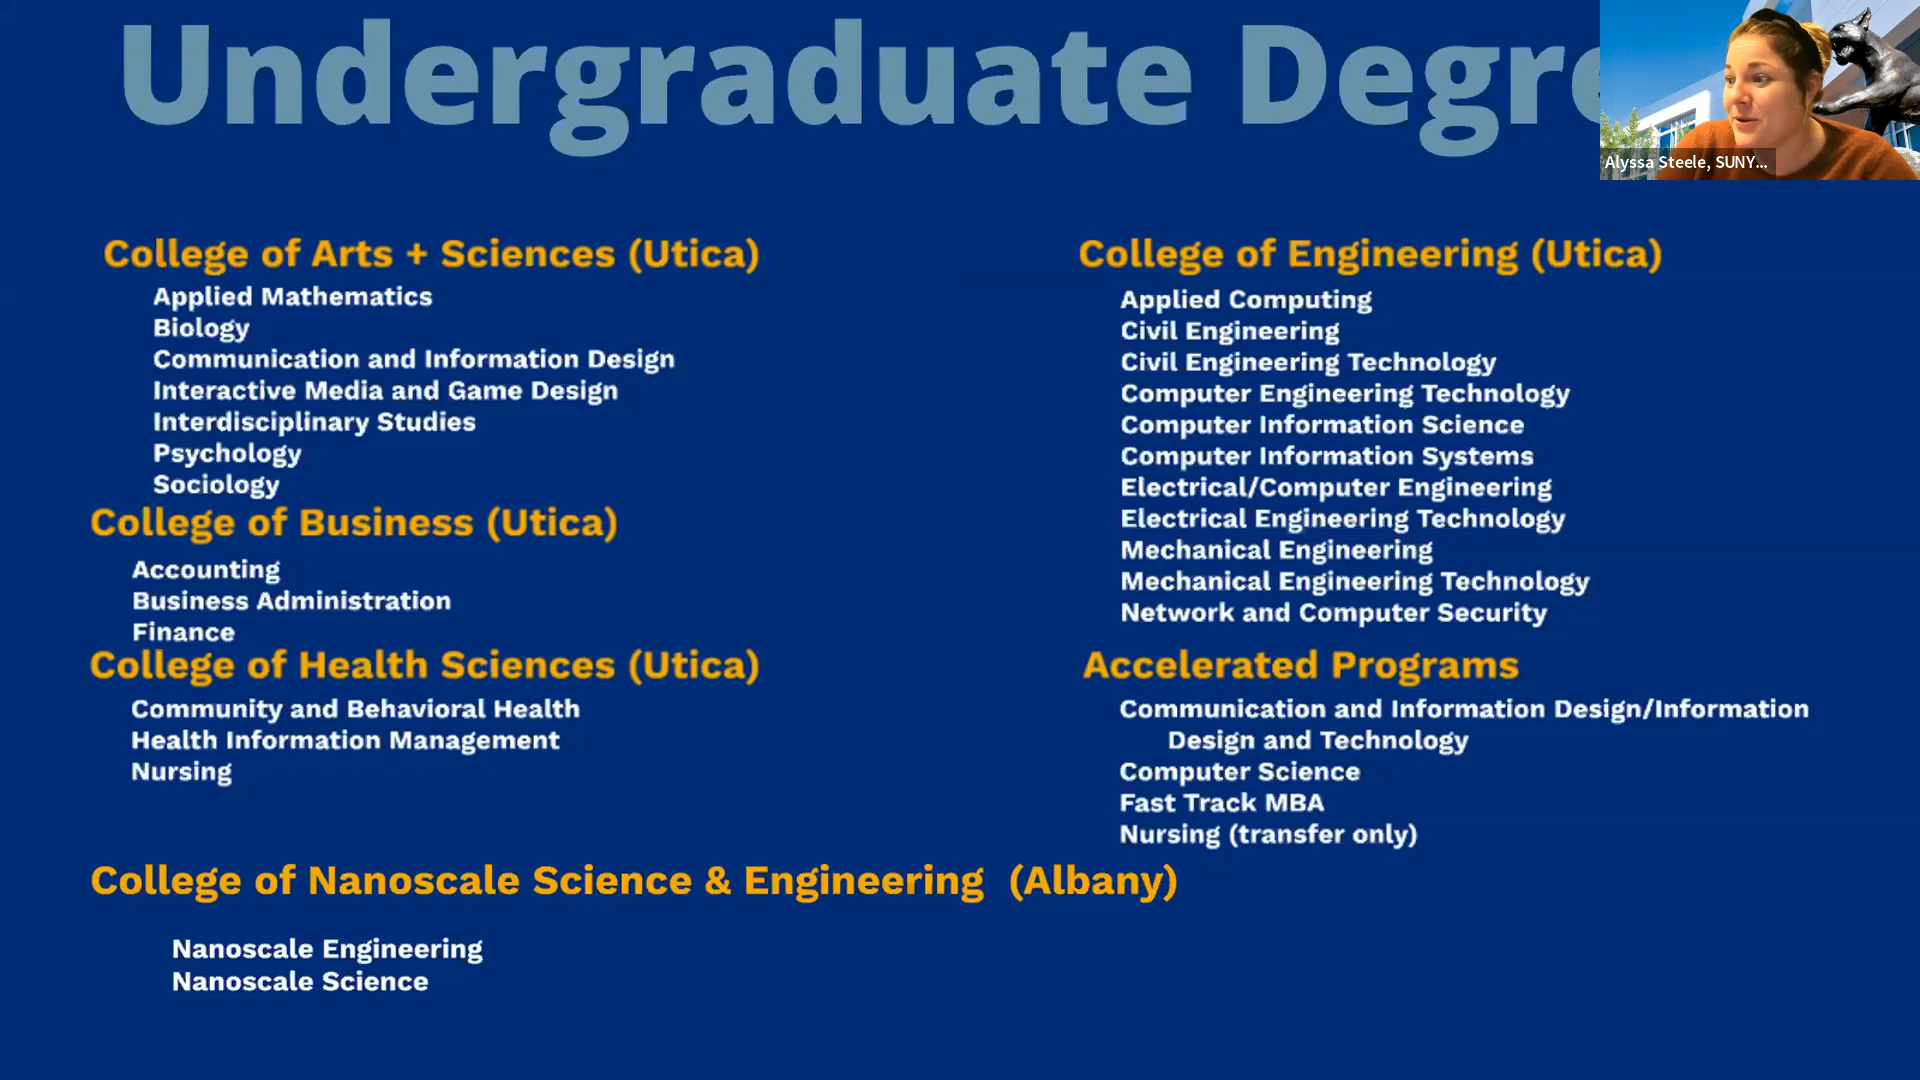 Undergraduate Degre
Alyssa Steele, SUNY...
College of Arts + Sciences (Utica)
Applied Mathematics
Biology
Communication and Information Design
Interactive Media and Game Design
Interdisciplinary Studies
Psychology
Sociology
College of Business (Utica)
Accounting
Business Administration
Finance
College of Health Sciences (Utica)
Community and Behavioral Health
Health Information Management
Nursing
College of Engineering (Utica)
Applied Computing
Civil Engineering
Civil Engineering Technology
Computer Engineering Technology
Computer Information Science
Computer Information Systems
Electrical/Computer Engineering
Electrical Engineering Technology
Mechanical Engineering
Mechanical Engineering Technology
Network and Computer Security
Accelerated Programs
Communication and Information Design/Information
Design and Technology
Computer Science
Fast Track MBA
Nursing (transfer only)
College of Nanoscale Science & Engineering (Albany)
Nanoscale Engineering
Nanoscale Science